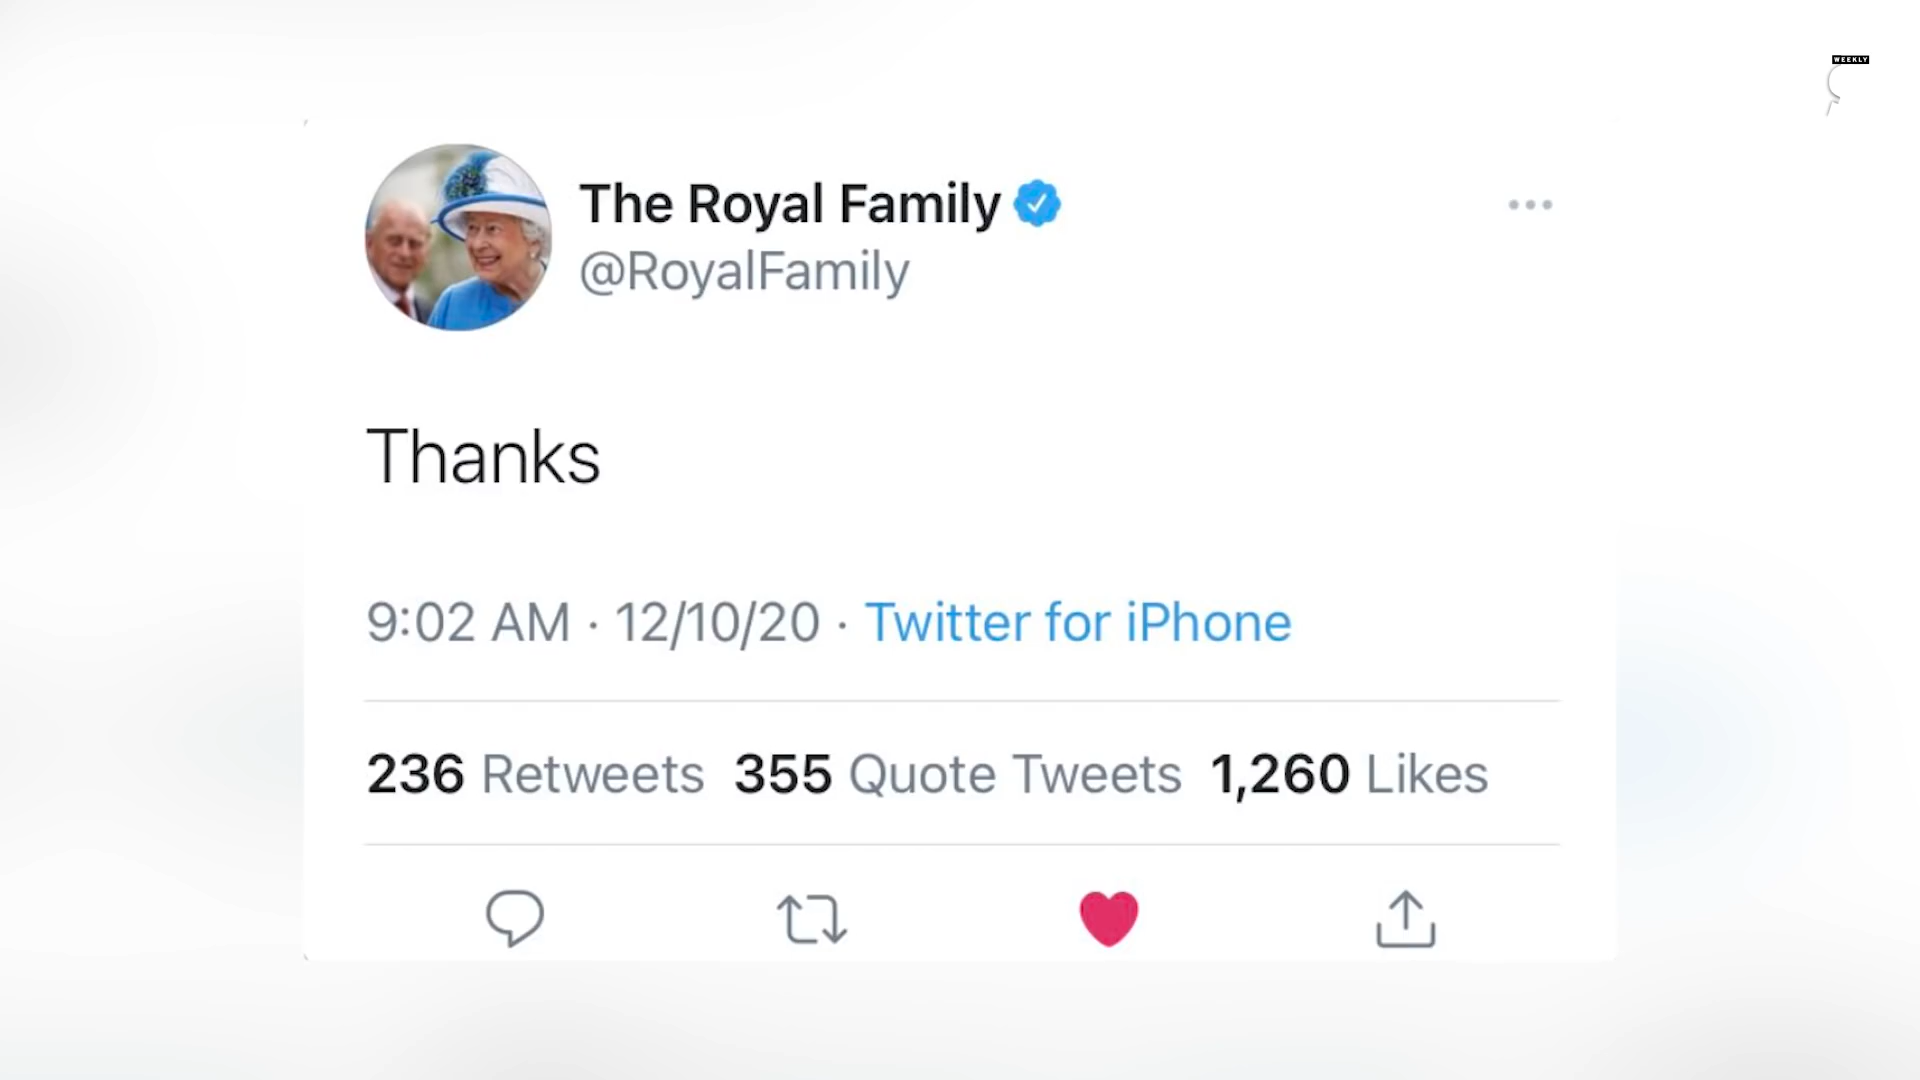 WEEKLY
The Royal Family
@RoyalFamily
Thanks
9:02 AM · 12/10/20 · Twitter for iPhone
236 Retweets 355 Quote Tweets 1,260 Likes